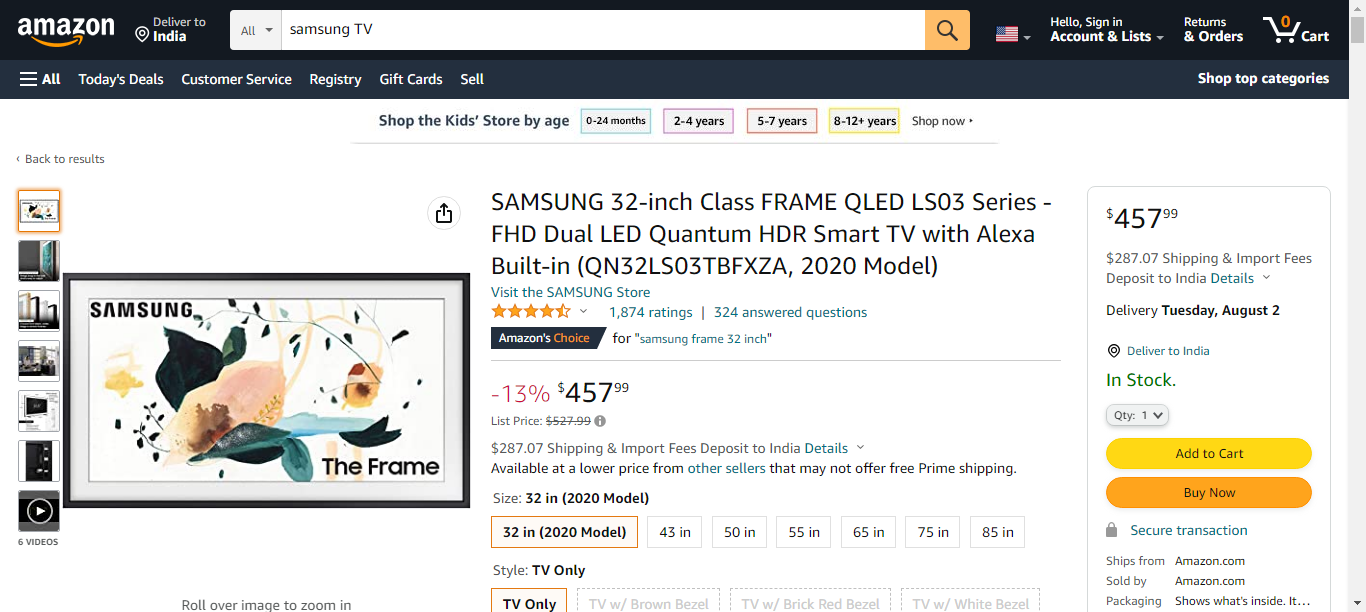 amazon
Deliver to
India
All
samsung TV
Hello, Sign in
Account & Lists
Returns
& Orders
0
Cart
All
Today's Deals
Customer Service
Registry
Gift Cards
Sell
Shop top categories
Shop the Kids' Store by age
0-24 months
2-4 years
5-7 years
8-12+ years
Shop now
‹ Back to results
SAMSUNG
The Frame
6 VIDEOS
Roll over image to zoom in
SAMSUNG 32-inch Class FRAME QLED LS03 Series -
FHD Dual LED Quantum HDR Smart TV with Alexa
Built-in (QN32LS03TBFXZA, 2020 Model)
Visit the SAMSUNG Store
1,874 ratings | 324 answered questions
Amazon's Choice for "samsung frame 32 inch"
-13% $457 99
List Price: $527.99
$287.07 Shipping & Import Fees Deposit to India Details
Available at a lower price from other sellers that may not offer free Prime shipping.
Size: 32 in (2020 Model)
32 in (2020 Model)
43 in
50 in
55 in
65 in
75 in
85 in
Style: TV Only
TV Only
TV w/ Brown Bezel
TV w/ Brick Red Bezel
TV w/ White Bezel
$457 99
$287.07 Shipping & Import Fees
Deposit to India Details
Delivery Tuesday, August 2
Deliver to India
In Stock.
Qty: 1
Add to Cart
Buy Now
Secure transaction
Ships from Amazon.com
Sold by Amazon.com
Packaging Shows what's inside. It…